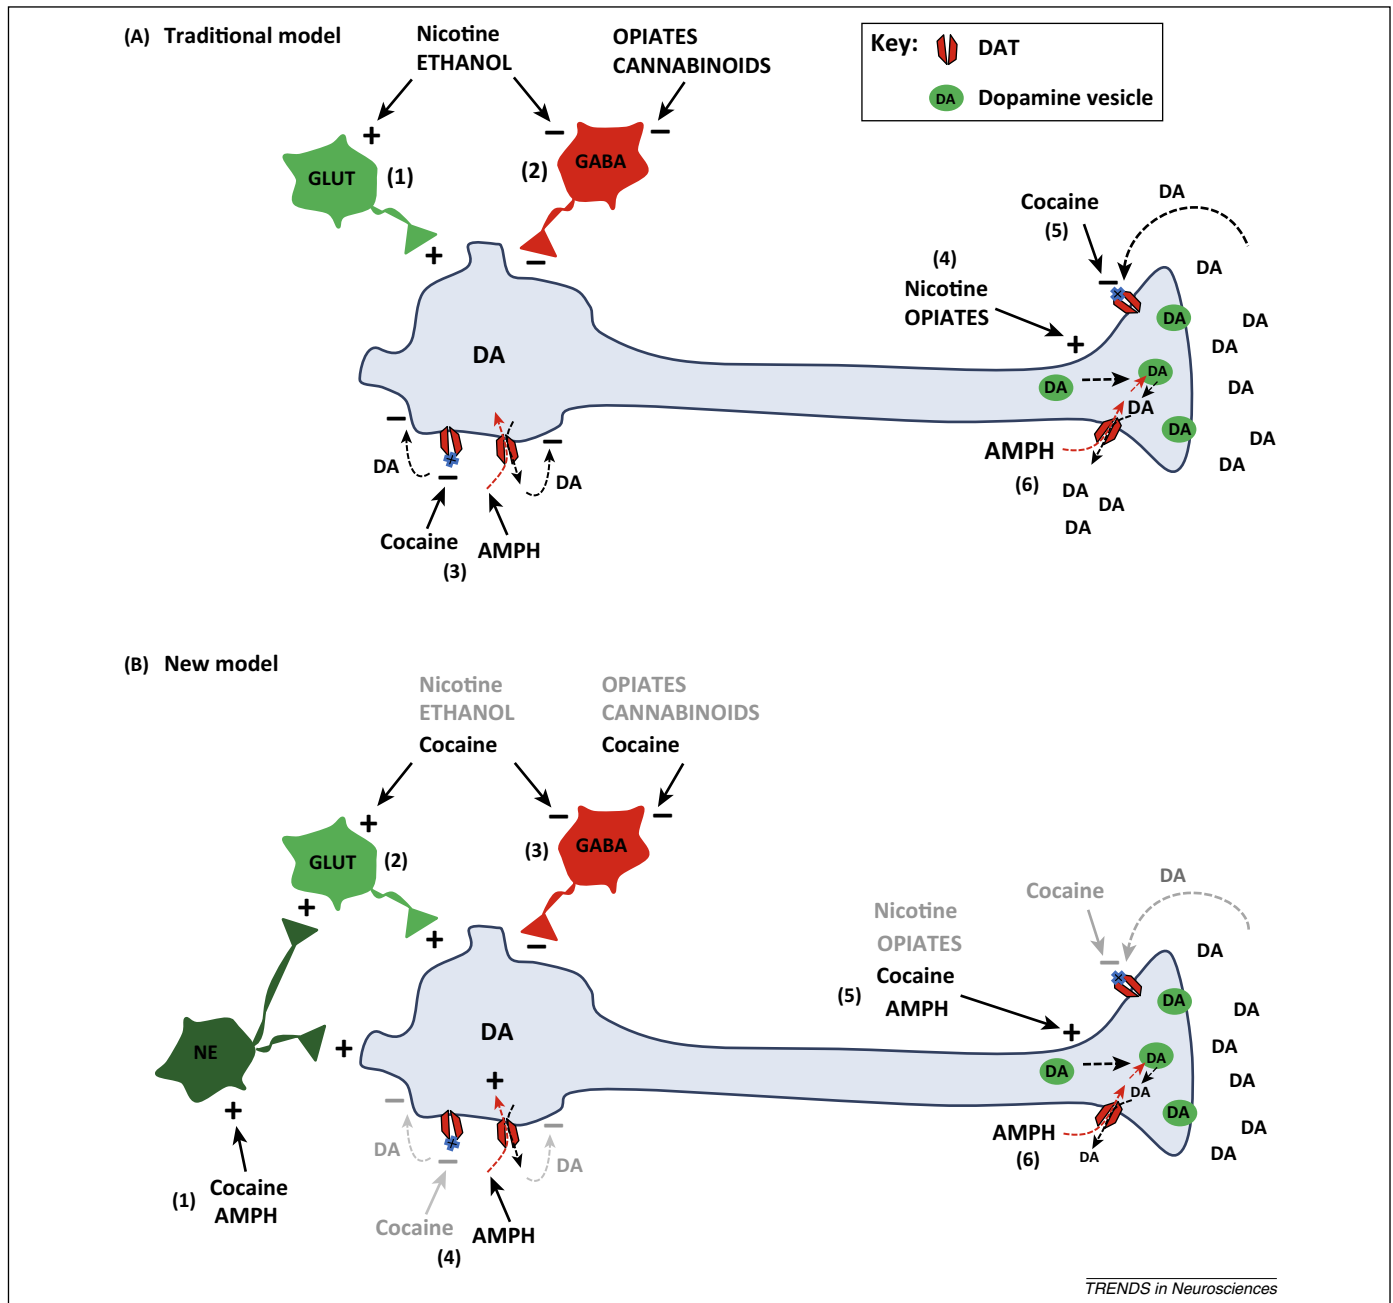 (A) Traditional model
Nicotine
ETHANOL
OPIATES
CANNABINOIDS
Key:
DAT
DA
Dopamine vesicle
+
−
−
GLUT
(1)
(2)
GABA
+
−
Cocaine
(5)
DA
−
DA
(4)
Nicotine
OPIATES
+
DA
DA
DA
DA
DA
DA
DA
DA
DA
DA
DA
DA
AMPH
(6)
DA
DA
DA
−
−
DA
−
DA
Cocaine
AMPH
(3)
(B) New model
Nicotine
ETHANOL
Cocaine
OPIATES
CANNABINOIDS
Cocaine
+
−
−
GLUT
(2)
(3)
GABA
+
+
−
NE
+
+
(1)
Cocaine
AMPH
DA
+
−
−
DA
−
DA
Cocaine
AMPH
(4)
Cocaine
DA
−
DA
Nicotine
OPIATES
(5)
Cocaine
AMPH
+
DA
DA
DA
DA
DA
DA
DA
DA
DA
DA
AMPH
(6)
DA
DA
TRENDS in Neurosciences